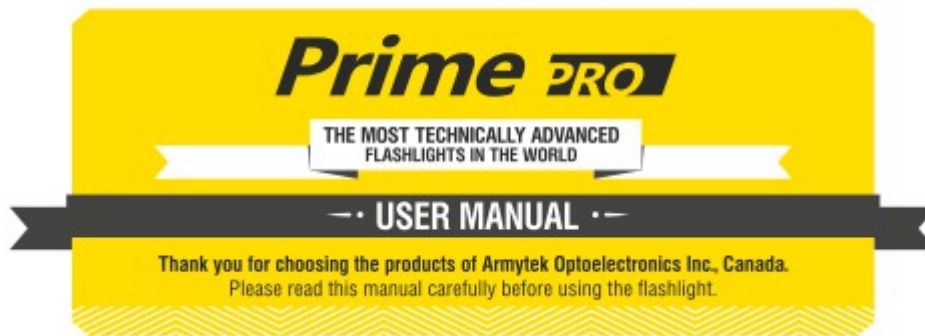 Prime PRO
THE MOST TECHNICALLY ADVANCED
FLASHLIGHTS IN THE WORLD
USER MANUAL
Thank you for choosing the products of Armytek Optoelectronics Inc., Canada.
Please read this manual carefully before using the flashlight.